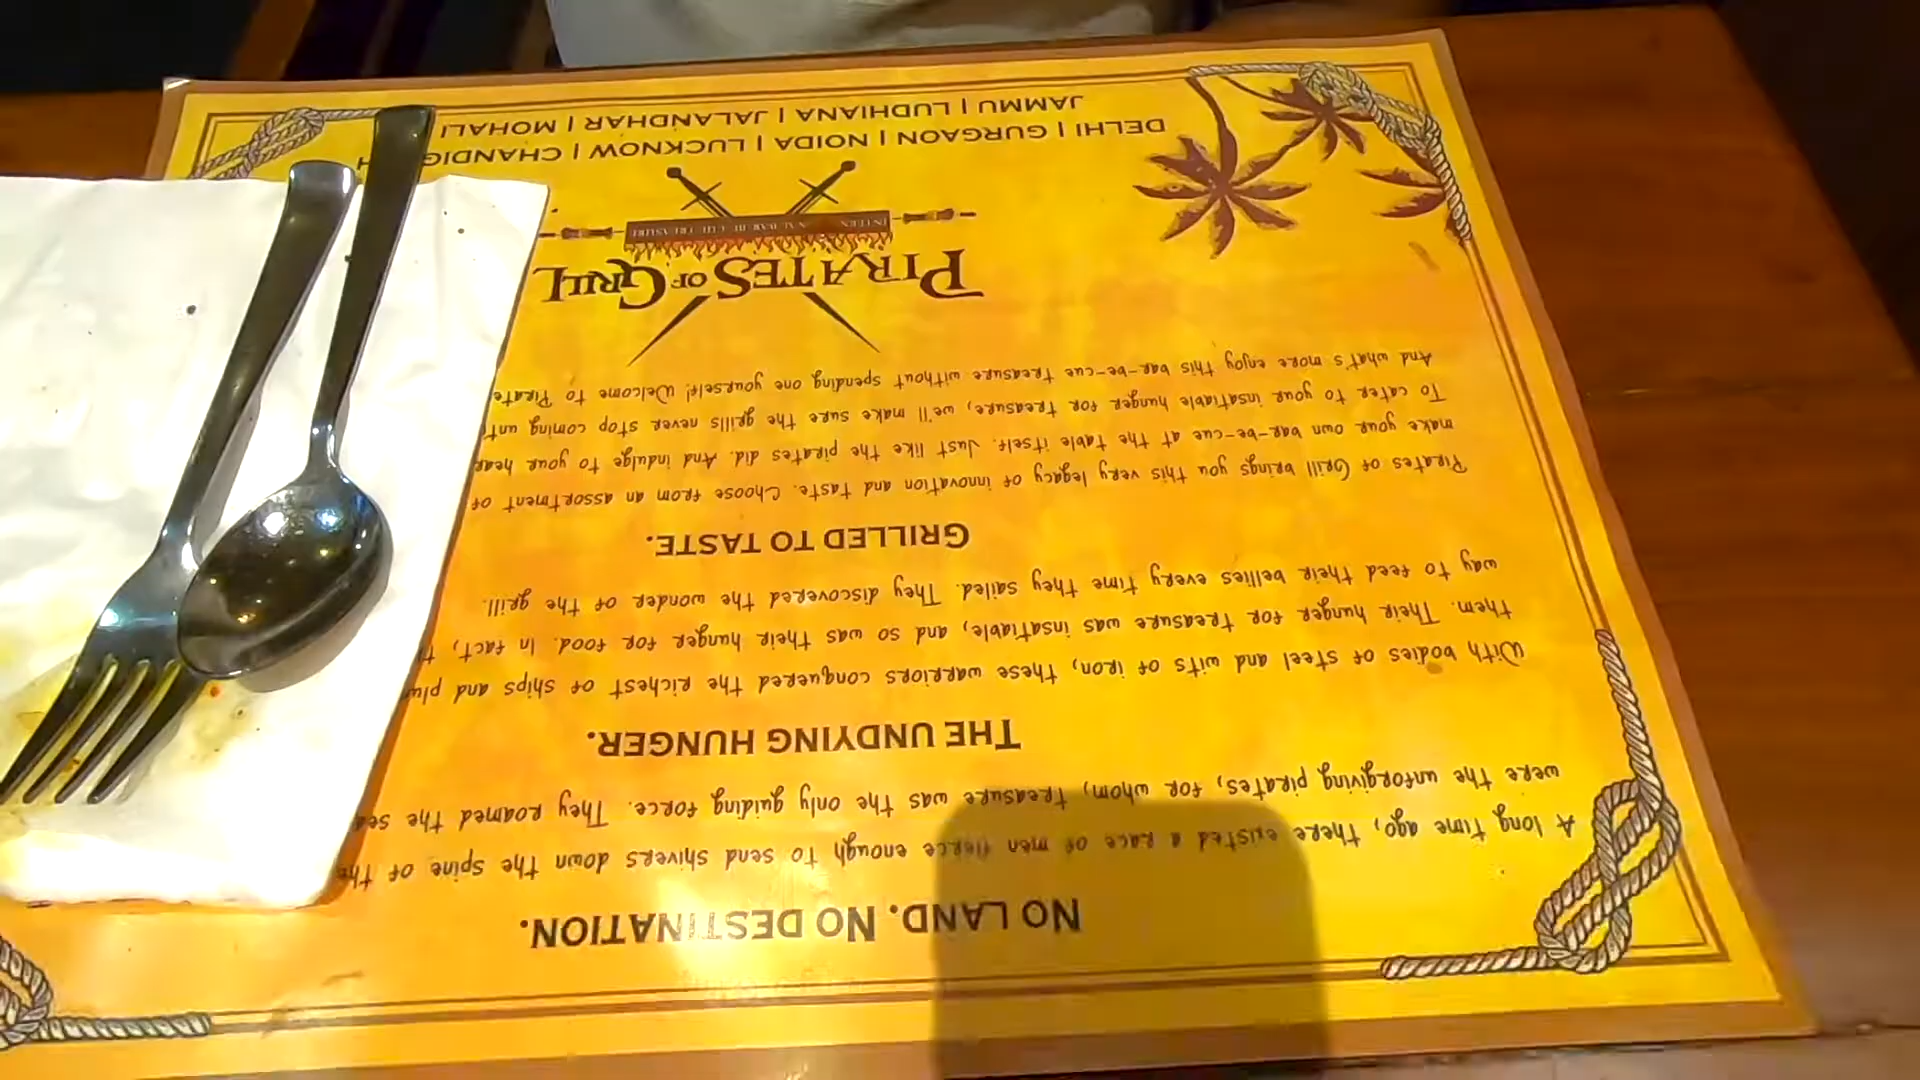 NO LAND. NO DESTINATION.
A long time ago, there existed a race of men fierce enough to send shivers down the spine of the
were the unforgiving pirates, for whom, treasure was the only guiding force. They roamed the sea
THE UNDYING HUNGER.
With bodies of steel and wits of iron, these warriors conquered the richest of ships and plun
them. Their hunger for treasure was insatiable, and so was their hunger for food. In fact, th
way to feed their bellies every time they sailed. They discovered the wonder of the grill.
GRILLED TO TASTE.
Pirates of Grill brings you this very legacy of innovation and taste. Choose from an assortment of
make your own bar-be-cue at the table itself. Just like the pirates did. And indulge to your hear
To cater to your insatiable hunger for treasure, we'll make sure the grills never stop coming unti
And what's more enjoy this bar-be-cue treasure without spending one yourself! Welcome to Pirate
PIRATES OF GRILL
BAR-BE-CUE TREASURE
DELHI | GURGAON | NOIDA | LUCKNOW | CHANDIG H
JAMMU | LUDHIANA | JALANDHAR | MOHALI